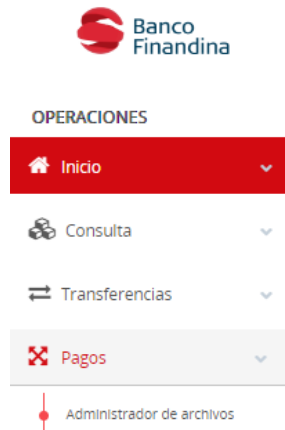 Banco
Finandina
OPERACIONES
Inicio
Consulta
Transferencias
Pagos
Administrador de archivos